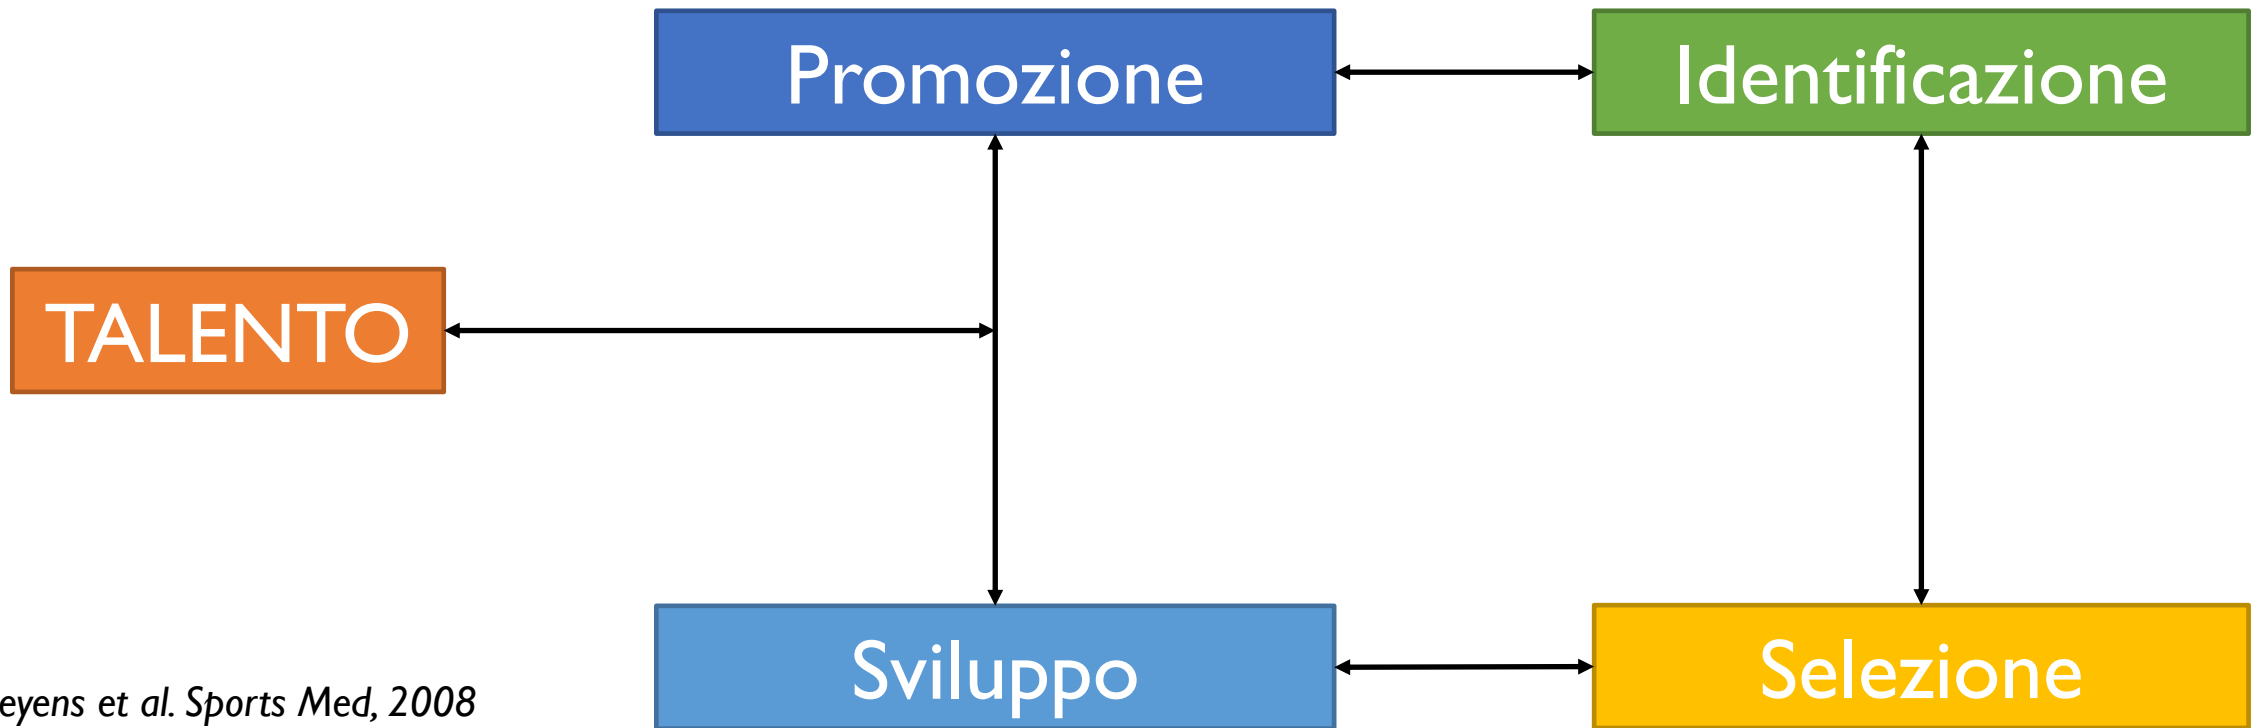 Promozione
Identificazione
TALENTO
Sviluppo
Selezione
eyens et al. Sports Med, 2008